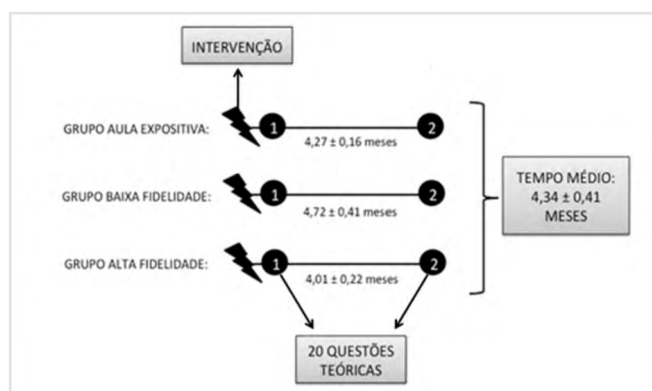 INTERVENÇÃO
GRUPO AULA EXPOSITIVA:
1
2
4,27 ± 0,16 meses
GRUPO BAIXA FIDELIDADE:
1
2
4,72 ± 0,41 meses
GRUPO ALTA FIDELIDADE:
1
2
4,01 ± 0,22 meses
TEMPO MÉDIO:
4,34 ± 0,41
MESES
20 QUESTÕES
TEÓRICAS